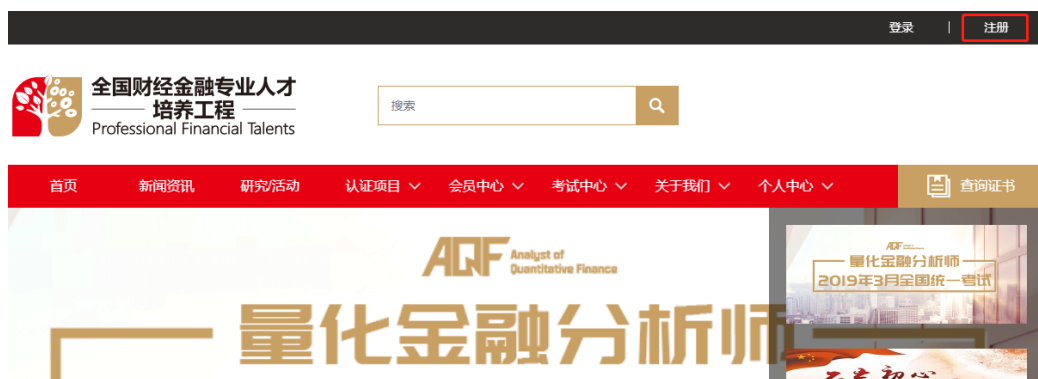 登录 | 注册
全国财经金融专业人才
培养工程
Professional Financial Talents
搜索
首页 新闻资讯 研究/活动 认证项目 会员中心 考试中心 关于我们 个人中心 查询证书
AQF Analyst of
Quantitative Finance
量化金融分析师
AQF
量化金融分析师
2019年3月全国统一考试